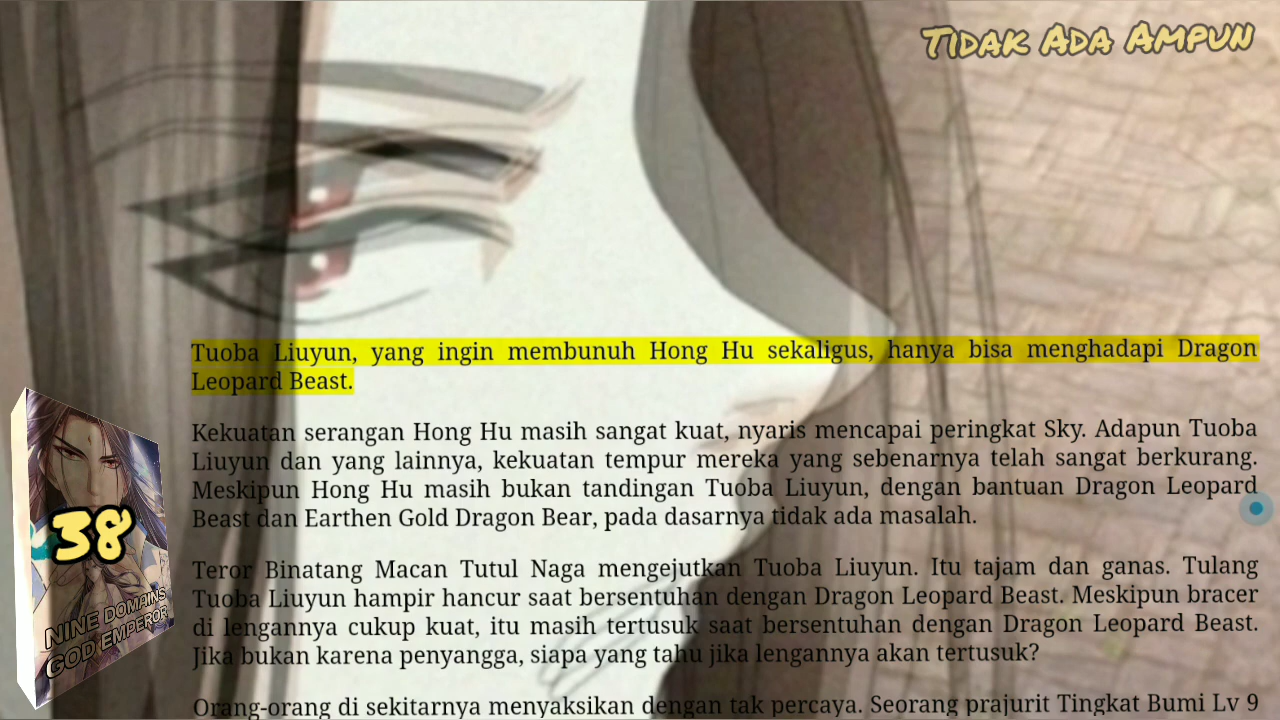 Tidak Ada Ampun
Tuoba Liuyun, yang ingin membunuh Hong Hu sekaligus, hanya bisa menghadapi Dragon
Leopard Beast.
Kekuatan serangan Hong Hu masih sangat kuat, nyaris mencapai peringkat Sky. Adapun Tuoba
Liuyun dan yang lainnya, kekuatan tempur mereka yang sebenarnya telah sangat berkurang.
Meskipun Hong Hu masih bukan tandingan Tuoba Liuyun, dengan bantuan Dragon Leopard
Beast dan Earthen Gold Dragon Bear, pada dasarnya tidak ada masalah.
Teror Binatang Macan Tutul Naga mengejutkan Tuoba Liuyun. Itu tajam dan ganas. Tulang
Tuoba Liuyun hampir hancur saat bersentuhan dengan Dragon Leopard Beast. Meskipun bracer
di lengannya cukup kuat, itu masih tertusuk saat bersentuhan dengan Dragon Leopard Beast.
Jika bukan karena penyangga, siapa yang tahu jika lengannya akan tertusuk?
Orang-orang di sekitarnya menyaksikan dengan tak percaya. Seorang prajurit Tingkat Bumi Lv 9
38
NINE DOMAINS
GOD EMPEROR